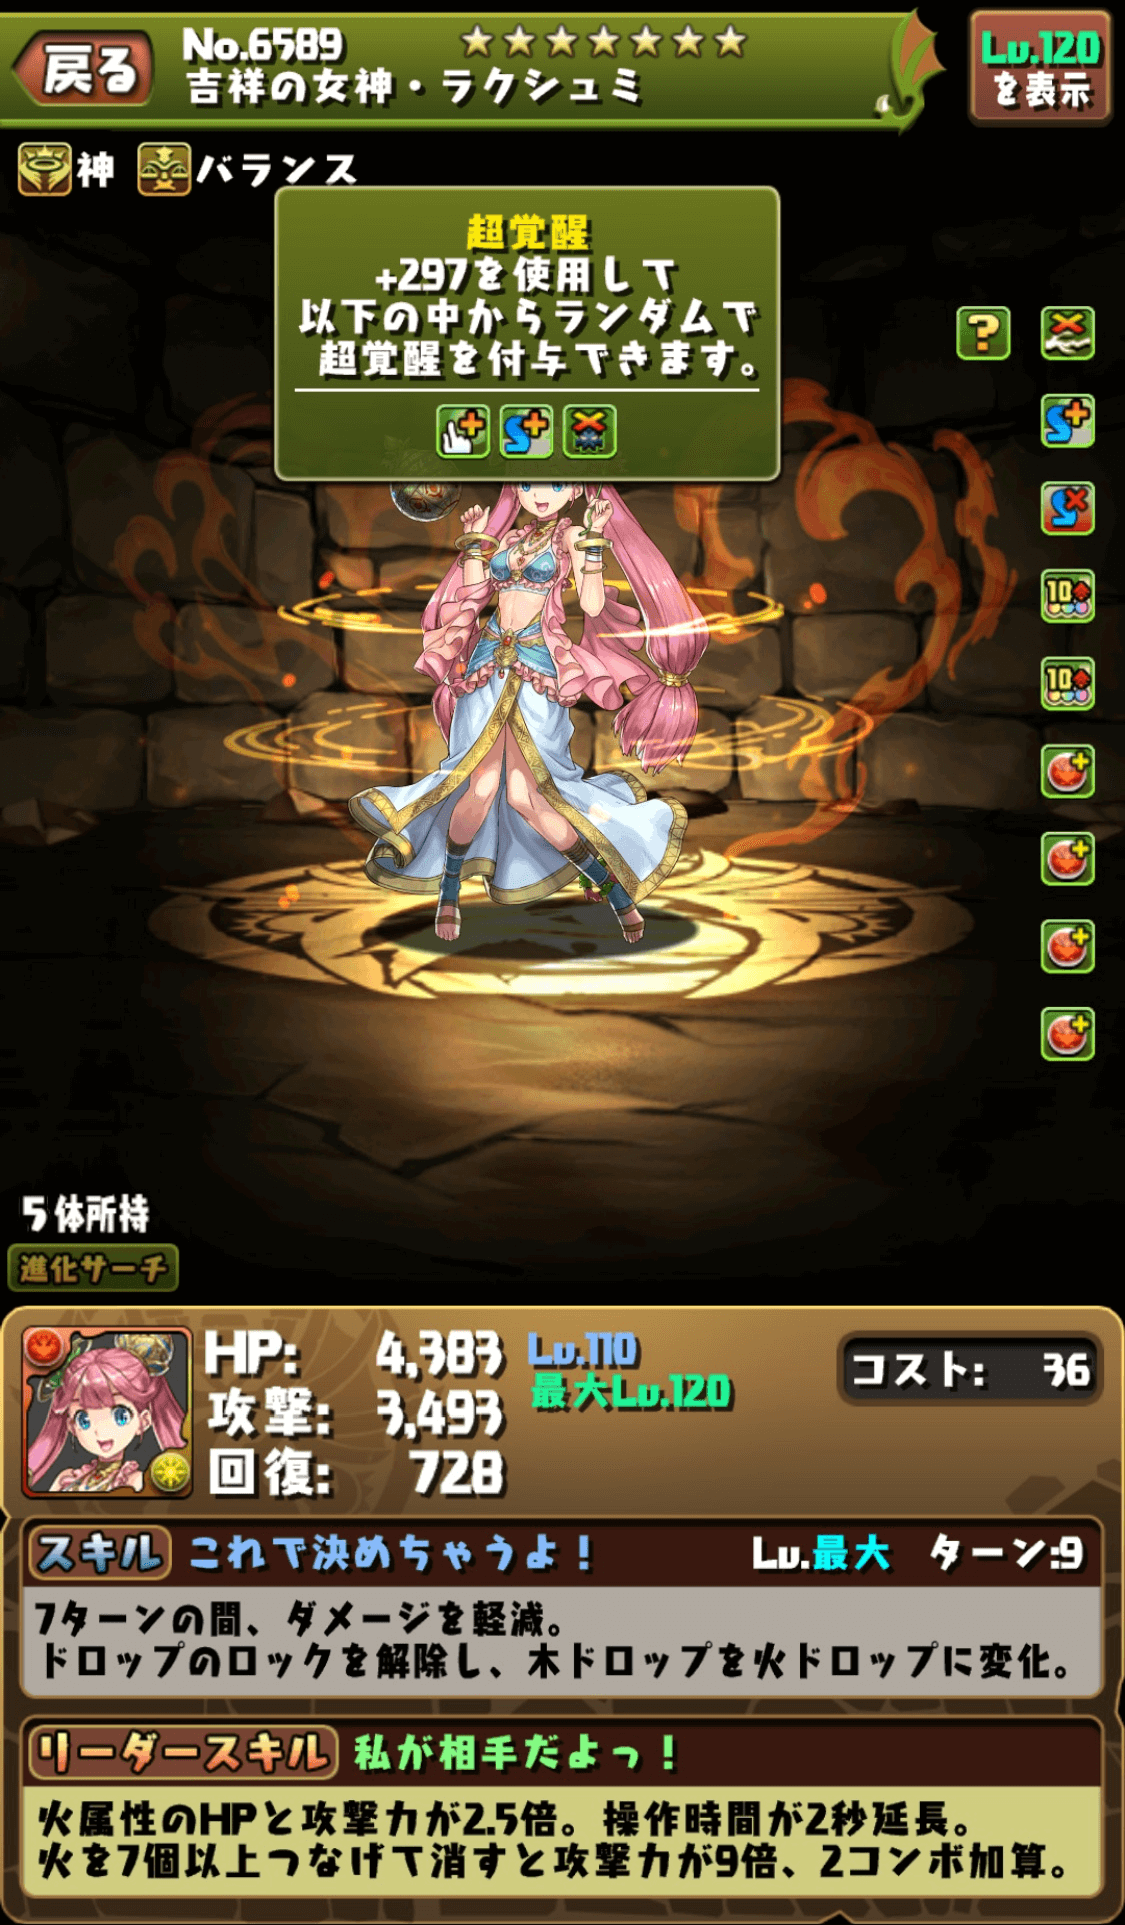 戻る
No.6589
吉祥の女神・ラクシュミ
Lv.120
を表示
神 バランス
超覚醒
+297を使用して
以下の中からランダムで
超覚醒を付与できます。
?
10
10
5体所持
進化サーチ
HP: 4,383 Lv.110
最大Lv.120
攻撃: 3,493
回復: 728
コスト: 36
スキル これで決めちゃうよ! Lv.最大 ターン:9
7ターンの間、ダメージを軽減。
ドロップのロックを解除し、木ドロップを火ドロップに変化。
リーダースキル 私が相手だよっ!
火属性のHPと攻撃力が2.5倍。操作時間が2秒延長。
火を7個以上つなげて消すと攻撃力が9倍、2コンボ加算。